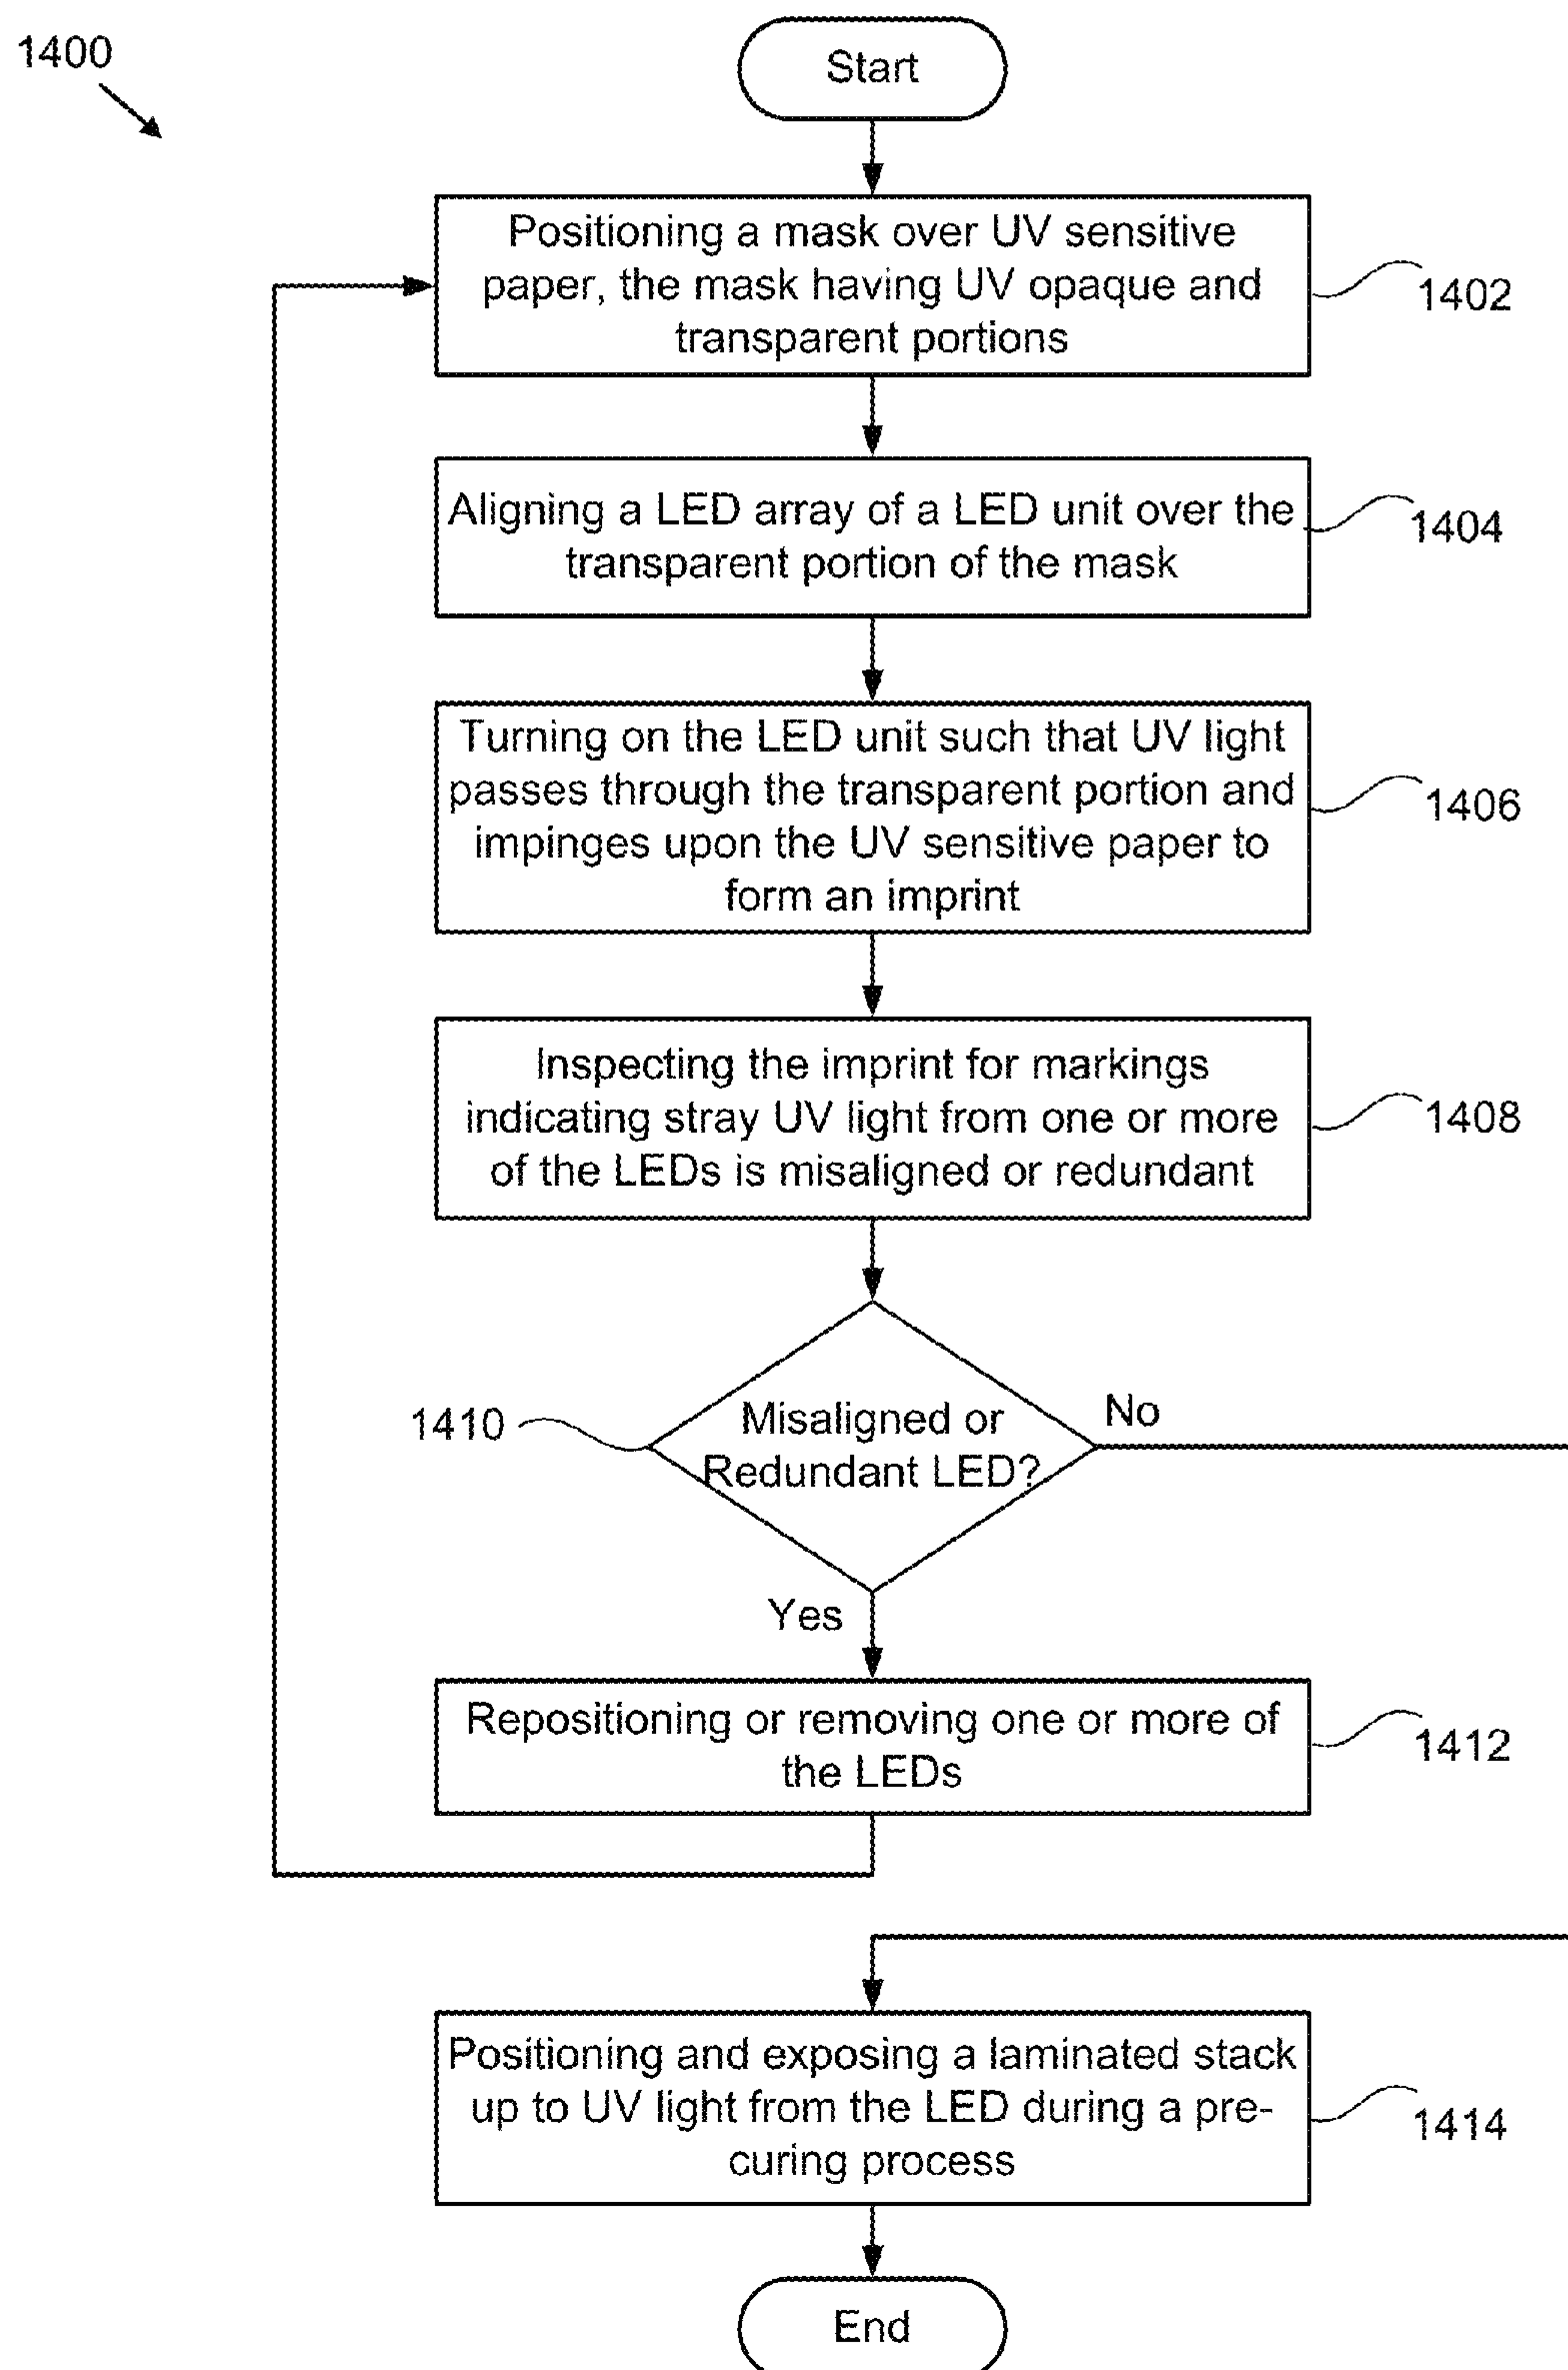 1400
Start
Positioning a mask over UV sensitive
paper, the mask having UV opaque and
transparent portions
1402
Aligning a LED array of a LED unit over the
transparent portion of the mask
1404
Turning on the LED unit such that UV light
passes through the transparent portion and
impinges upon the UV sensitive paper to
form an imprint
1406
Inspecting the imprint for markings
indicating stray UV light from one or more
of the LEDs is misaligned or redundant
1408
1410
Misaligned or
Redundant LED?
No
Yes
Repositioning or removing one or more of
the LEDs
1412
Positioning and exposing a laminated stack
up to UV light from the LED during a pre-
curing process
1414
End